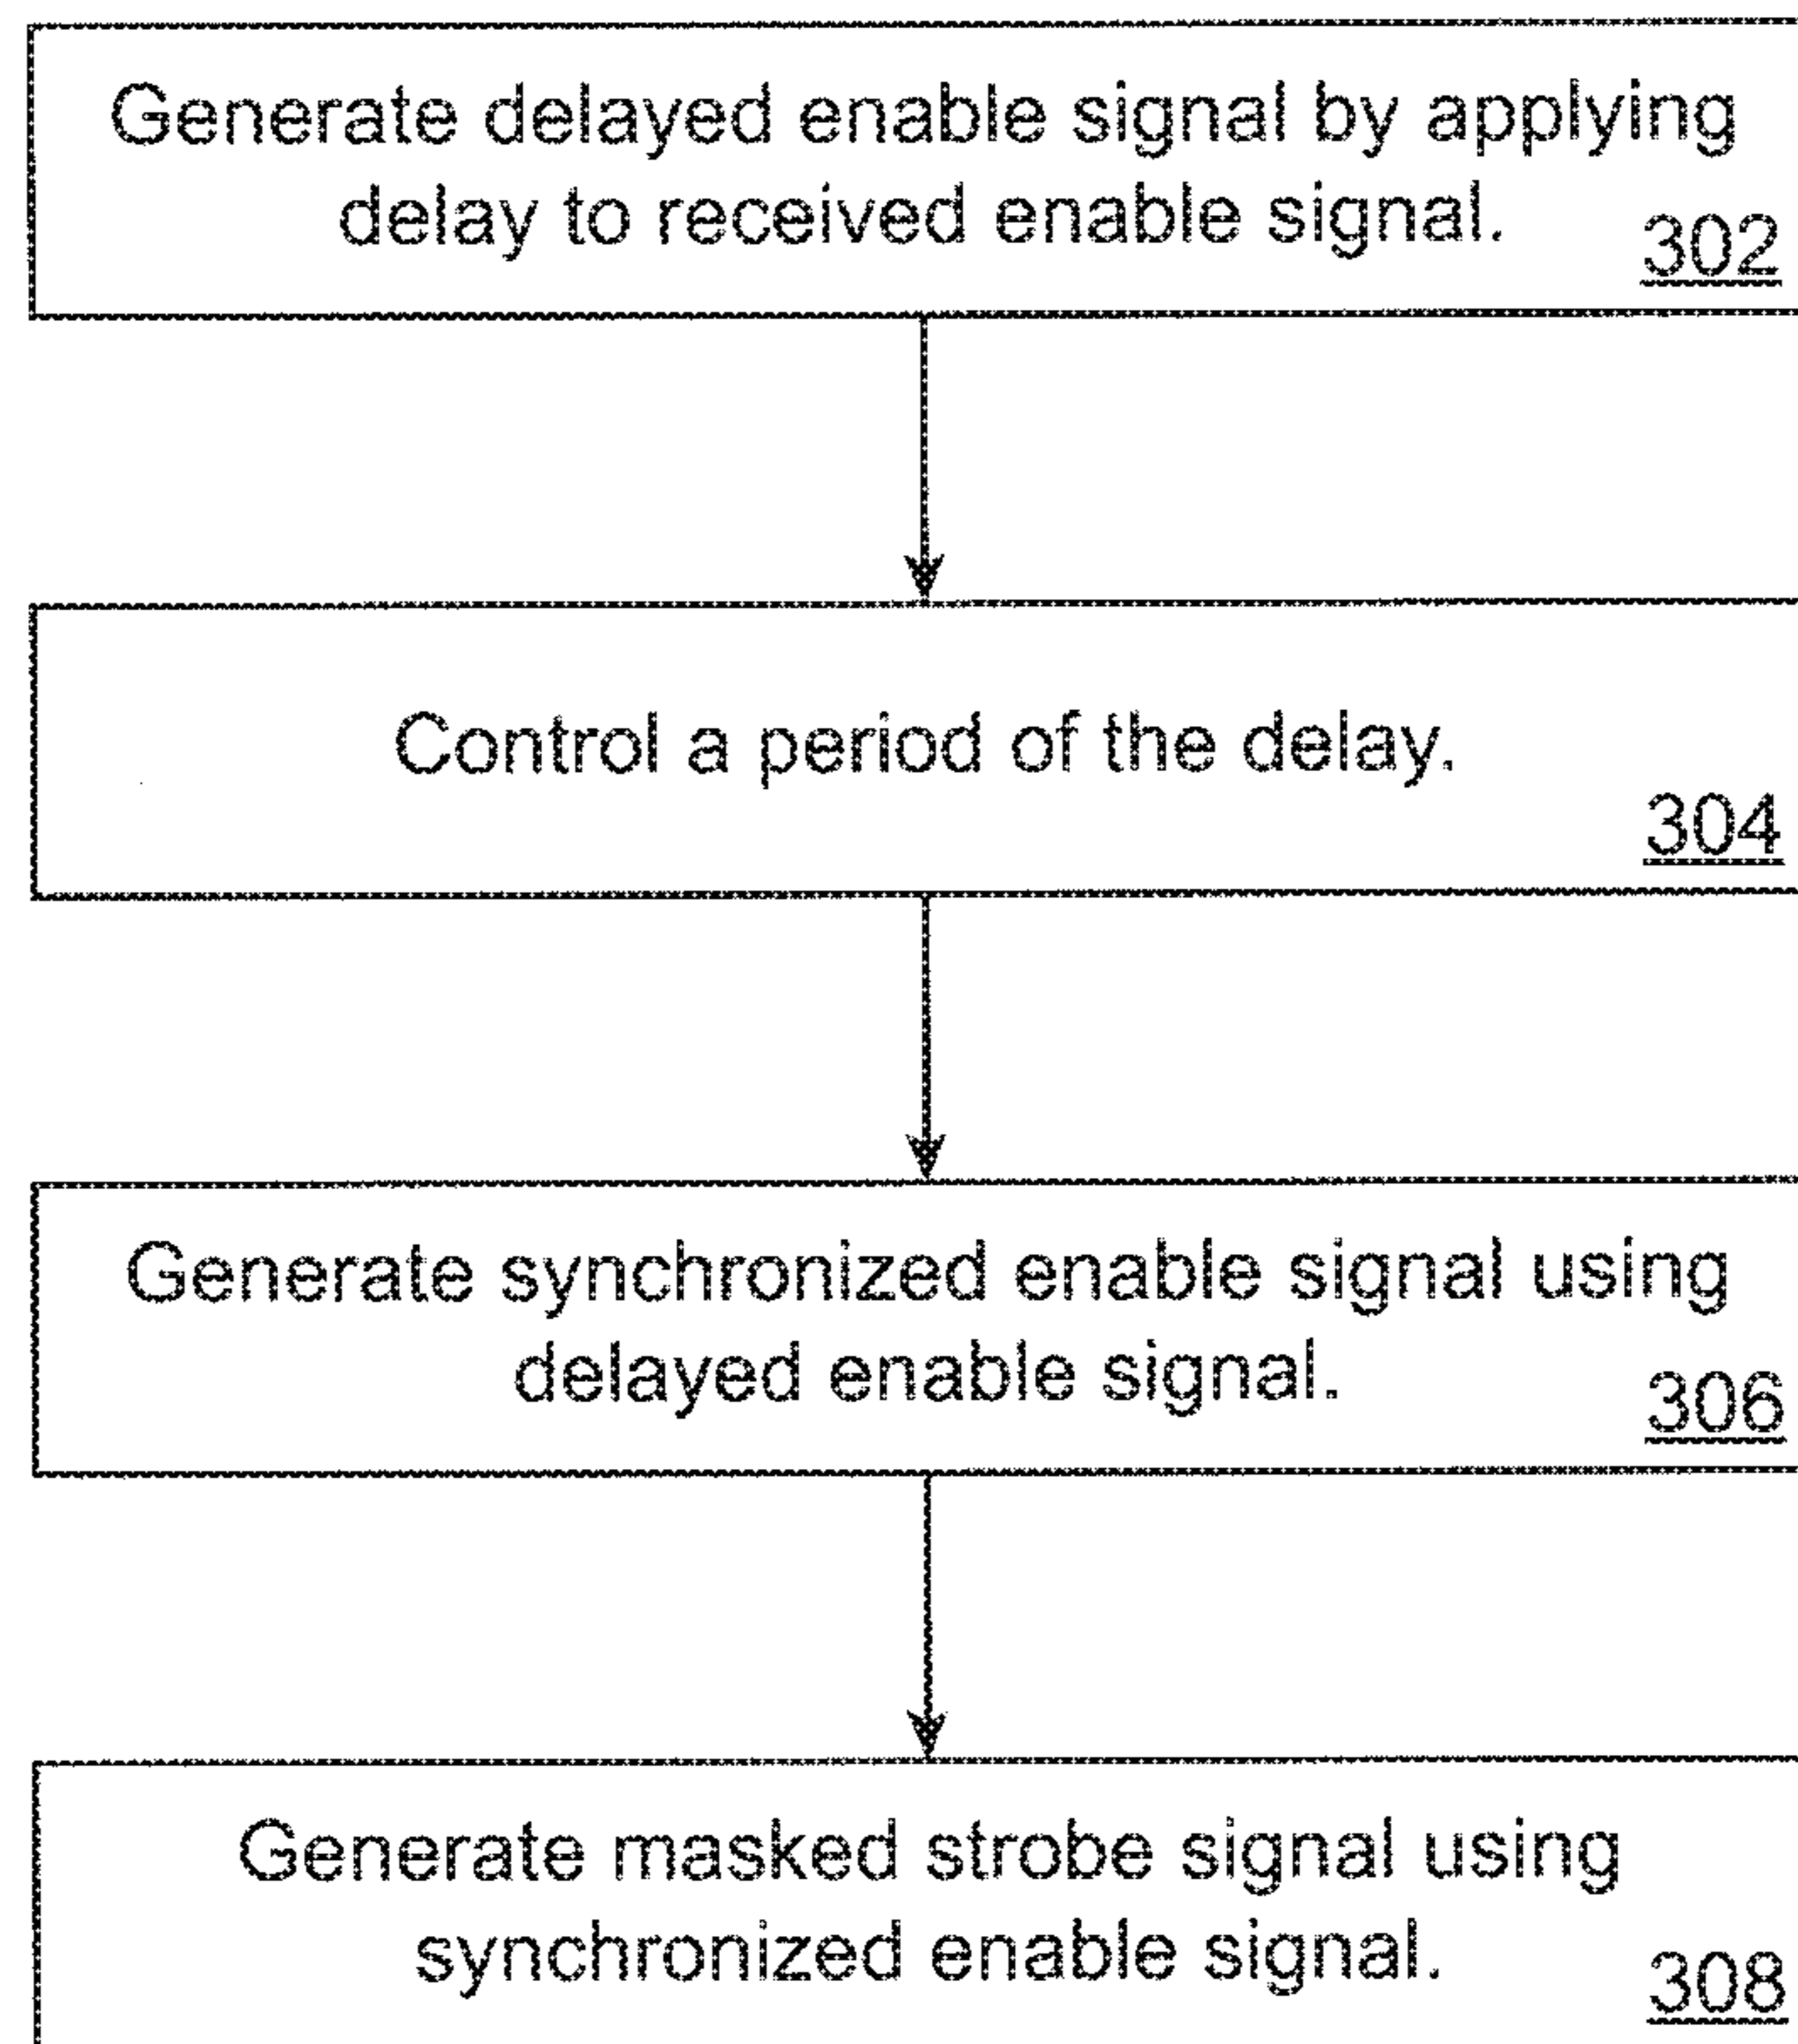 Generate delayed enable signal by applying
delay to received enable signal.
302
Control a period of the delay.
304
Generate synchronized enable signal using
delayed enable signal.
306
Generate masked strobe signal using
synchronized enable signal.
308